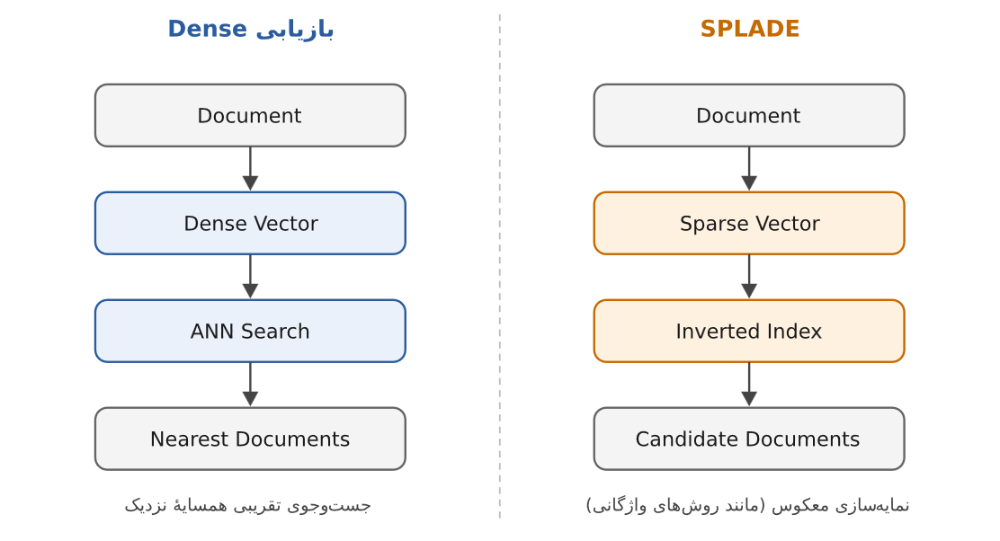 بازیابی Dense
Document
Dense Vector
ANN Search
Nearest Documents
جست‌وجوی تقریبی همسایهٔ نزدیک
SPLADE
Document
Sparse Vector
Inverted Index
Candidate Documents
نمایه‌سازی معکوس (مانند روش‌های واژگانی)